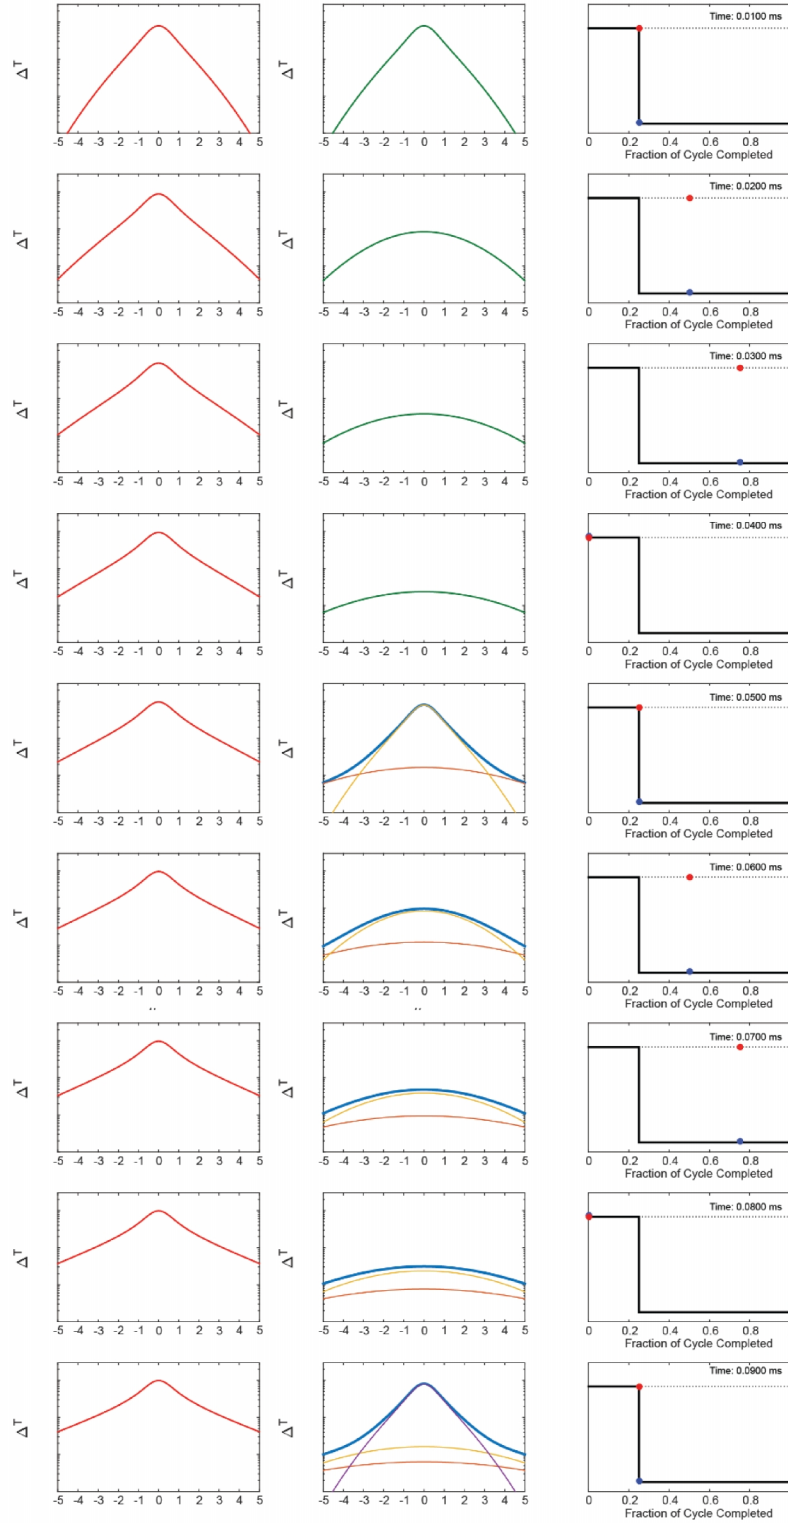 ΔT ΔT Time: 0.0100 ms
-5 -4 -3 -2 -1 0 1 2 3 4 5 -5 -4 -3 -2 -1 0 1 2 3 4 5 0 0.2 0.4 0.6 0.8
Fraction of Cycle Completed
ΔT ΔT Time: 0.0200 ms
-5 -4 -3 -2 -1 0 1 2 3 4 5 -5 -4 -3 -2 -1 0 1 2 3 4 5 0 0.2 0.4 0.6 0.8
Fraction of Cycle Completed
ΔT ΔT Time: 0.0300 ms
-5 -4 -3 -2 -1 0 1 2 3 4 5 -5 -4 -3 -2 -1 0 1 2 3 4 5 0 0.2 0.4 0.6 0.8
Fraction of Cycle Completed
ΔT ΔT Time: 0.0400 ms
-5 -4 -3 -2 -1 0 1 2 3 4 5 -5 -4 -3 -2 -1 0 1 2 3 4 5 0 0.2 0.4 0.6 0.8
Fraction of Cycle Completed
ΔT ΔT Time: 0.0500 ms
-5 -4 -3 -2 -1 0 1 2 3 4 5 -5 -4 -3 -2 -1 0 1 2 3 4 5 0 0.2 0.4 0.6 0.8
Fraction of Cycle Completed
ΔT ΔT Time: 0.0600 ms
-5 -4 -3 -2 -1 0 1 2 3 4 5 -5 -4 -3 -2 -1 0 1 2 3 4 5 0 0.2 0.4 0.6 0.8
Fraction of Cycle Completed
ΔT ΔT Time: 0.0700 ms
-5 -4 -3 -2 -1 0 1 2 3 4 5 -5 -4 -3 -2 -1 0 1 2 3 4 5 0 0.2 0.4 0.6 0.8
Fraction of Cycle Completed
ΔT ΔT Time: 0.0800 ms
-5 -4 -3 -2 -1 0 1 2 3 4 5 -5 -4 -3 -2 -1 0 1 2 3 4 5 0 0.2 0.4 0.6 0.8
Fraction of Cycle Completed
ΔT ΔT Time: 0.0900 ms
-5 -4 -3 -2 -1 0 1 2 3 4 5 -5 -4 -3 -2 -1 0 1 2 3 4 5 0 0.2 0.4 0.6 0.8
Fraction of Cycle Completed